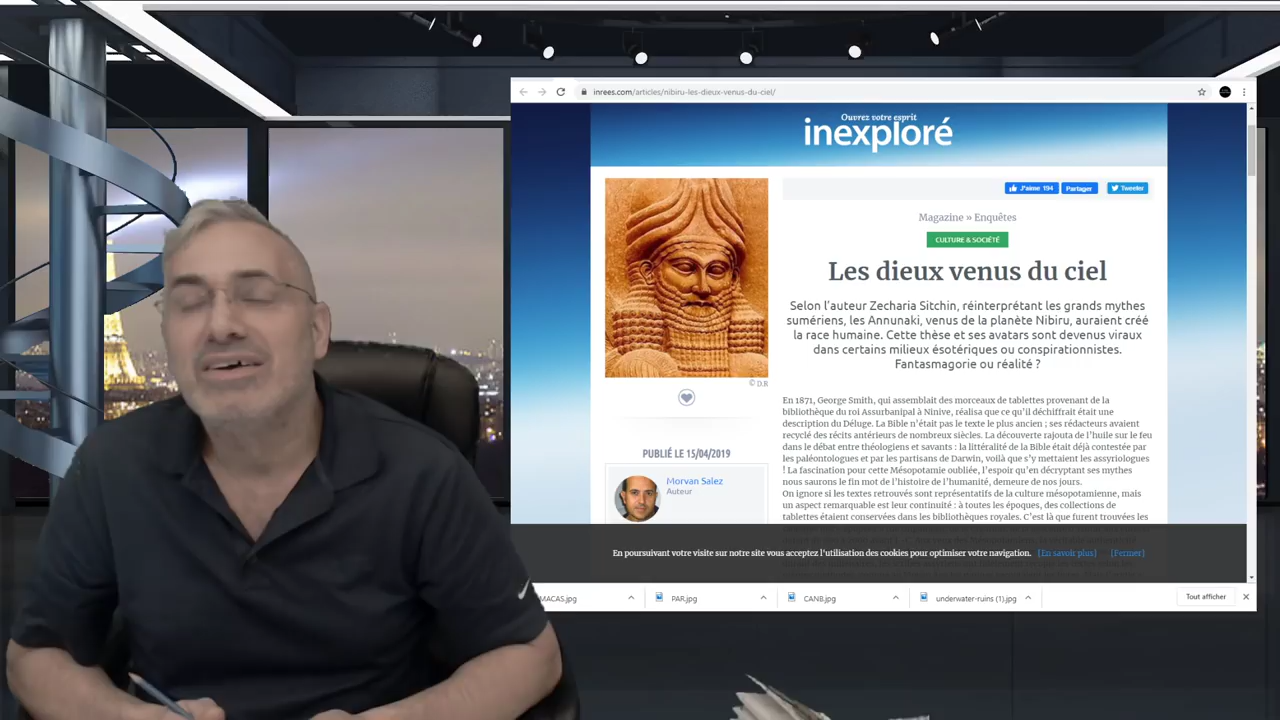 inrees.com/articles/nibiru-les-dieux-venus-du-ciel/
Ouvrez votre esprit
inexploré
J'aime 194
Partager
Tweeter
Magazine » Enquêtes
CULTURE & SOCIÉTÉ
Les dieux venus du ciel
Selon l'auteur Zecharia Sitchin, réinterprétant les grands mythes
sumériens, les Annunaki, venus de la planète Nibiru, auraient créé
la race humaine. Cette thèse et ses avatars sont devenus viraux
dans certains milieux ésotériques ou conspirationnistes.
Fantasmagorie ou réalité ?
© D.R
En 1871, George Smith, qui assemblait des morceaux de tablettes provenant de la
bibliothèque du roi Assurbanipal à Ninive, réalisa que ce qu'il déchiffrait était une
description du Déluge. La Bible n'était pas le texte le plus ancien ; ses rédacteurs avaient
recyclé des récits antérieurs de nombreux siècles. La découverte rajouta de l'huile sur le feu
dans le débat entre théologiens et savants : la littéralité de la Bible était déjà contestée par
les paléontologues et par les partisans de Darwin, voilà que s'y mettaient les assyriologues
! La fascination pour cette Mésopotamie oubliée, l'espoir qu'en décryptant ses mythes
nous saurons le fin mot de l'histoire de l'humanité, demeure de nos jours.
On ignore si les textes retrouvés sont représentatifs de la culture mésopotamienne, mais
un aspect remarquable est leur continuité : à toutes les époques, des collections de
tablettes étaient conservées dans les bibliothèques royales. C'est là que furent trouvées les
PUBLIÉ LE 15/04/2019
Morvan Salez
Auteur
En poursuivant votre visite sur notre site vous acceptez l'utilisation des cookies pour optimiser votre navigation. [En savoir plus] [Fermer]
MACAS.jpg
PAR.jpg
CANB.jpg
underwater-ruins (1).jpg
Tout afficher